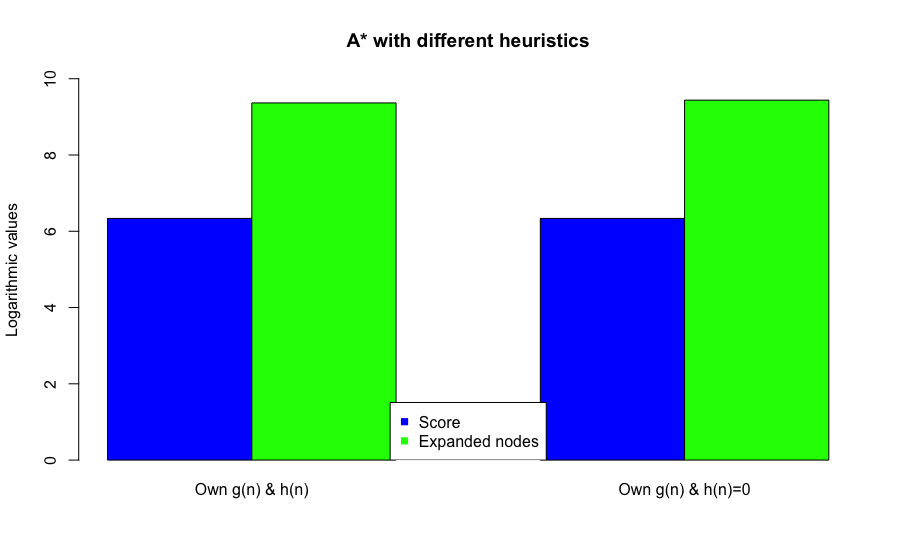 A* with different heuristics
Logarithmic values
10
8
6
4
2
0
Score
Expanded nodes
Own g(n) & h(n)
Own g(n) & h(n)=0